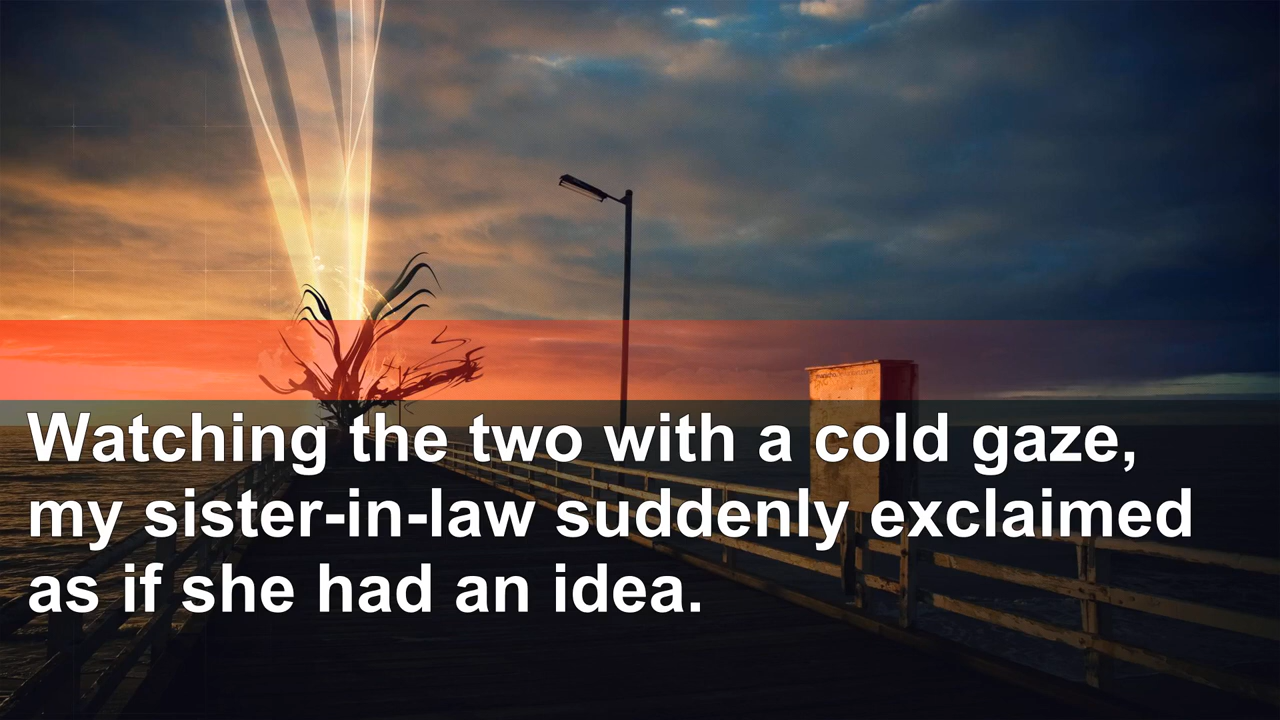 Watching the two with a cold gaze,
my sister-in-law suddenly exclaimed
as if she had an idea.